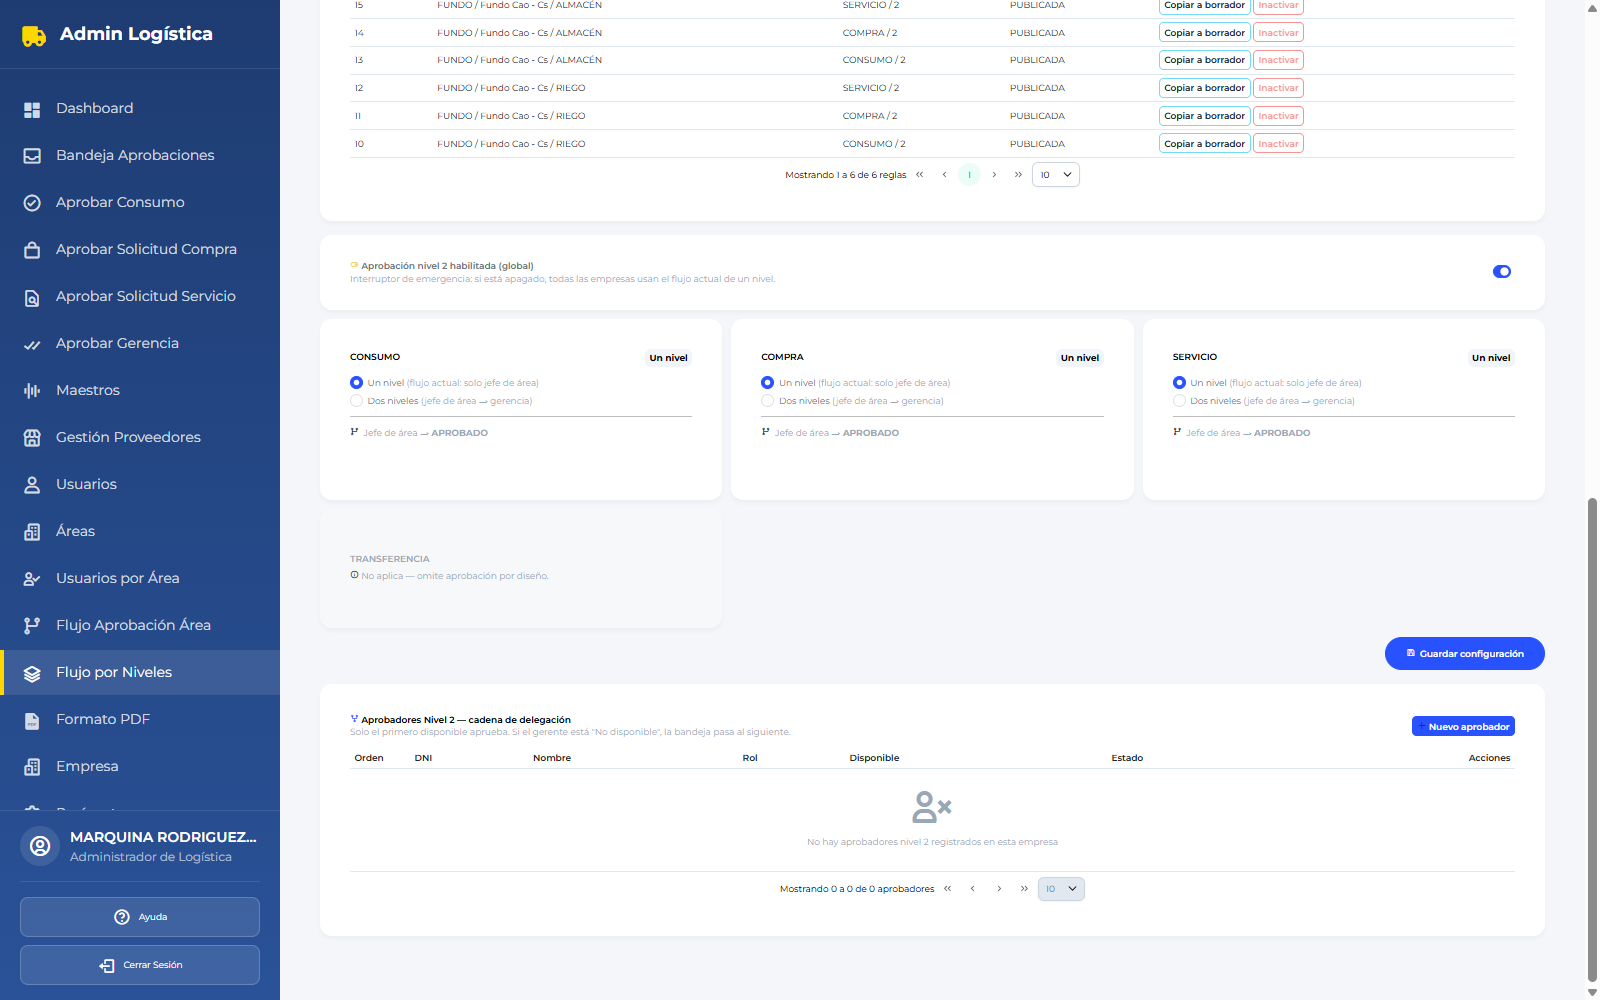 Admin Logística
Dashboard
Bandeja Aprobaciones
Aprobar Consumo
Aprobar Solicitud Compra
Aprobar Solicitud Servicio
Aprobar Gerencia
Maestros
Gestión Proveedores
Usuarios
Áreas
Usuarios por Área
Flujo Aprobación Área
Flujo por Niveles
Formato PDF
Empresa
MARQUINA RODRIGUEZ...
Administrador de Logística
Ayuda
Cerrar Sesión
15 FUNDO / Fundo Cao - Cs / ALMACÉN SERVICIO / 2 PUBLICADA Copiar a borrador Inactivar
14 FUNDO / Fundo Cao - Cs / ALMACÉN COMPRA / 2 PUBLICADA Copiar a borrador Inactivar
13 FUNDO / Fundo Cao - Cs / ALMACÉN CONSUMO / 2 PUBLICADA Copiar a borrador Inactivar
12 FUNDO / Fundo Cao - Cs / RIEGO SERVICIO / 2 PUBLICADA Copiar a borrador Inactivar
11 FUNDO / Fundo Cao - Cs / RIEGO COMPRA / 2 PUBLICADA Copiar a borrador Inactivar
10 FUNDO / Fundo Cao - Cs / RIEGO CONSUMO / 2 PUBLICADA Copiar a borrador Inactivar
Mostrando 1 a 6 de 6 reglas « ‹ 1 › » 10
Aprobación nivel 2 habilitada (global)
Interruptor de emergencia: si está apagado, todas las empresas usan el flujo actual de un nivel.
CONSUMO Un nivel
Un nivel (flujo actual: solo jefe de área)
Dos niveles (jefe de área → gerencia)
Jefe de área → APROBADO
COMPRA Un nivel
Un nivel (flujo actual: solo jefe de área)
Dos niveles (jefe de área → gerencia)
Jefe de área → APROBADO
SERVICIO Un nivel
Un nivel (flujo actual: solo jefe de área)
Dos niveles (jefe de área → gerencia)
Jefe de área → APROBADO
TRANSFERENCIA
No aplica — omite aprobación por diseño.
Guardar configuración
Aprobadores Nivel 2 — cadena de delegación
Solo el primero disponible aprueba. Si el gerente está "No disponible", la bandeja pasa al siguiente.
+ Nuevo aprobador
Orden DNI Nombre Rol Disponible Estado Acciones
No hay aprobadores nivel 2 registrados en esta empresa
Mostrando 0 a 0 de 0 aprobadores « ‹ › » 10